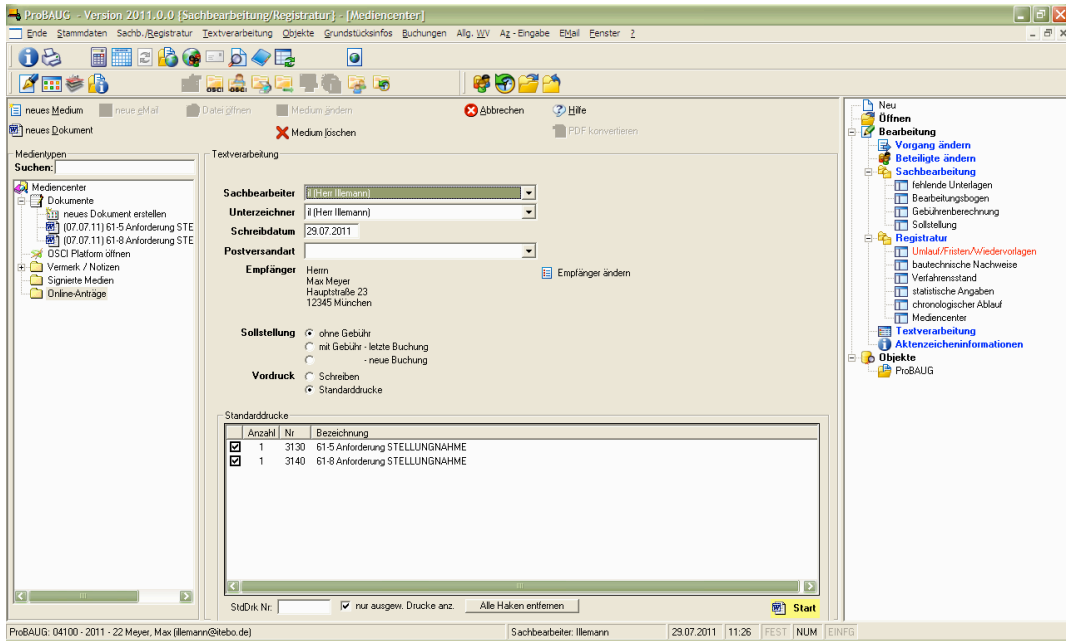 ProBAUG - Version 2011.0.0 {Sachbearbeitung/Registratur} - [Mediencenter]
Ende Stammdaten Sachb./Registratur Textverarbeitung Objekte Grundstücksinfos Buchungen Allg. WV Az - Eingabe EMail Fenster ?
OSCI OSCI
neues Medium neue eMail Datei öffnen Medium ändern Abbrechen Hilfe
neues Dokument Medium löschen PDF konvertieren
Medientypen
Suchen:
Mediencenter
Dokumente
neues Dokument erstellen
(07.07.11) 61-5 Anforderung STE
(07.07.11) 61-8 Anforderung STE
OSCI Platform öffnen
Vermerk / Notizen
Signierte Medien
Online-Anträge
Textverarbeitung
Sachbearbeiter il (Herr Illemann)
Unterzeichner il (Herr Illemann)
Schreibdatum 29.07.2011
Postversandart
Empfänger Herrn
Max Meyer
Hauptstraße 23
12345 München
Empfänger ändern
Sollstellung ohne Gebühr
mit Gebühr - letzte Buchung
- neue Buchung
Vordruck Schreiben
Standarddrucke
Standarddrucke
Anzahl Nr Bezeichnung
1 3130 61-5 Anforderung STELLUNGNAHME
1 3140 61-8 Anforderung STELLUNGNAHME
StdDrk Nr: nur ausgew. Drucke anz. Alle Haken entfernen Start
Neu
Öffnen
Bearbeitung
Vorgang ändern
Beteiligte ändern
Sachbearbeitung
fehlende Unterlagen
Bearbeitungsbogen
Gebührenberechnung
Sollstellung
Registratur
Umlauf/Fristen/Wiedervorlagen
bautechnische Nachweise
Verfahrensstand
statistische Angaben
chronologischer Ablauf
Mediencenter
Textverarbeitung
Aktenzeicheninformationen
Objekte
ProBAUG
ProBAUG: 04100 - 2011 - 22 Meyer, Max (illemann@itebo.de) Sachbearbeiter: Illemann 29.07.2011 11:26 FEST NUM EINFG